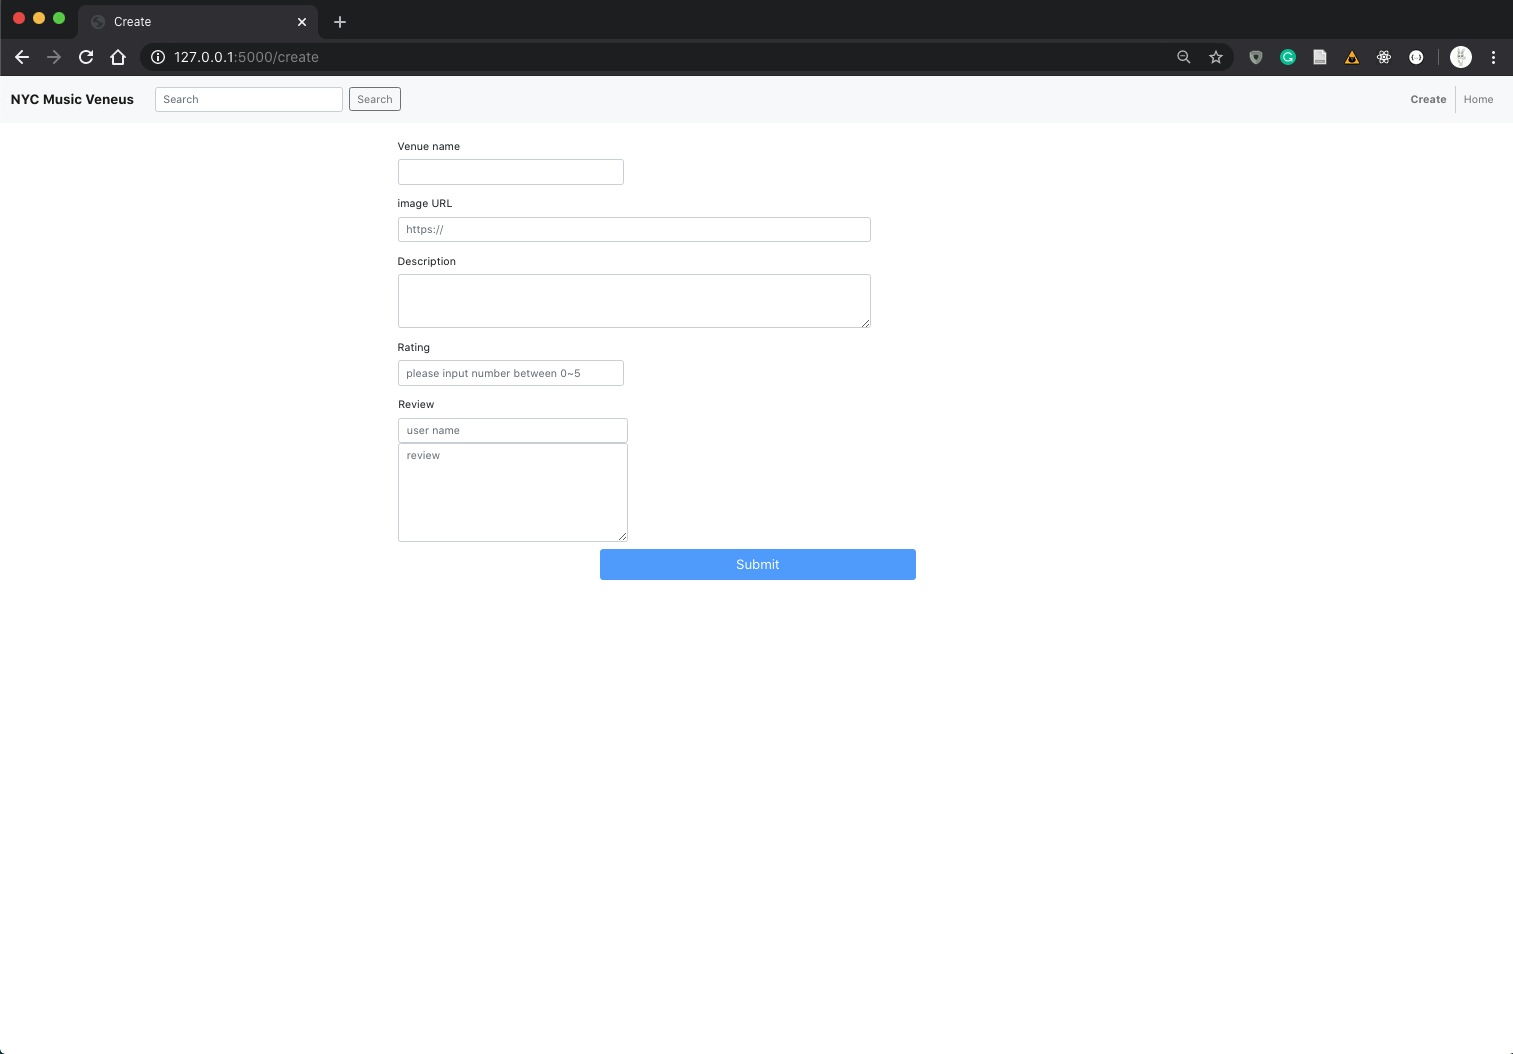 Create
127.0.0.1:5000/create
NYC Music Veneus
Search
Search
Create
Home
Venue name
image URL
https://
Description
Rating
please input number between 0~5
Review
user name
review
Submit